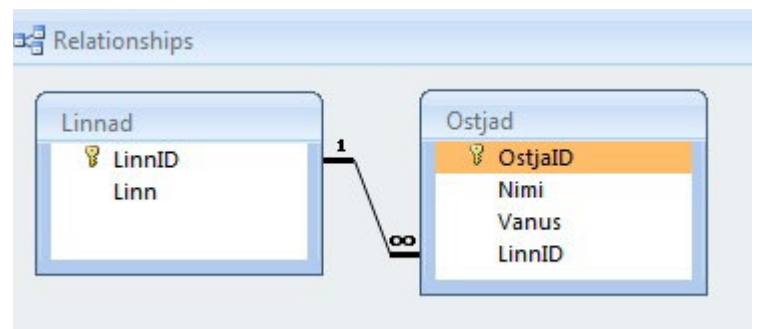 Relationships
Linnad
LinnID
Linn
1
∞
Ostjad
OstjaID
Nimi
Vanus
LinnID